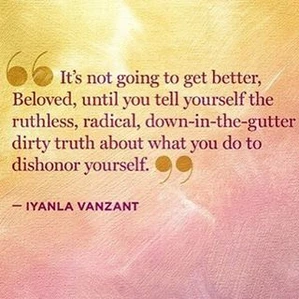 “ It’s not going to get better,
Beloved, until you tell yourself the
ruthless, radical, down-in-the-gutter
dirty truth about what you do to
dishonor yourself. ”
— IYANLA VANZANT